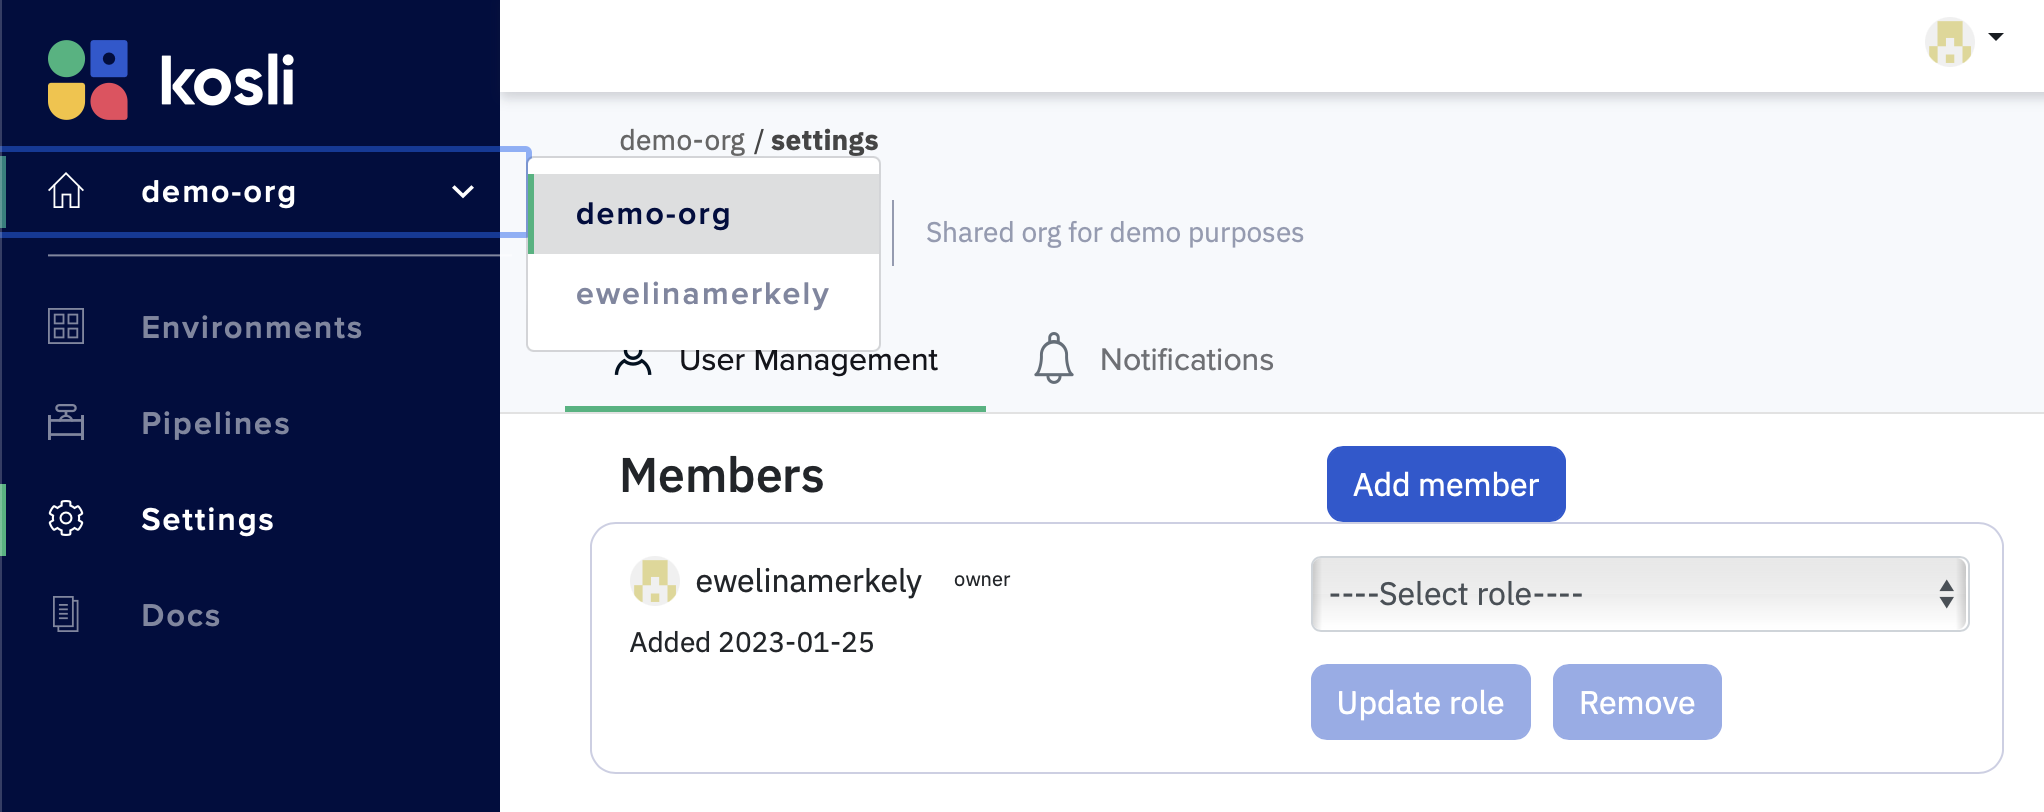 kosli
demo-org
Environments
Pipelines
Settings
Docs
demo-org / settings
demo-org
ewelinamerkely
Shared org for demo purposes
User Management
Notifications
Members
Add member
ewelinamerkely owner
Added 2023-01-25
----Select role----
Update role
Remove